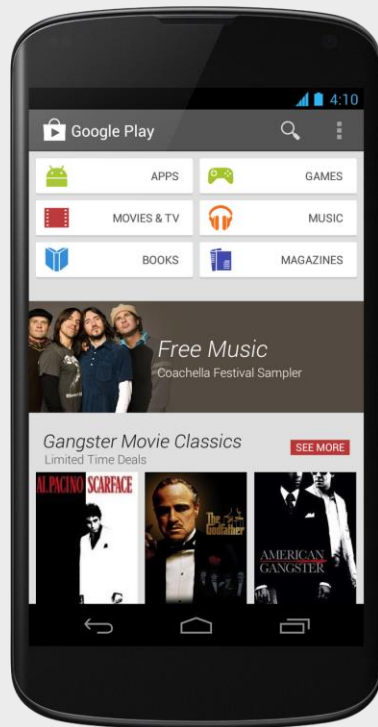 4:10
Google Play
APPS
GAMES
MOVIES & TV
MUSIC
BOOKS
MAGAZINES
Free Music
Coachella Festival Sampler
Gangster Movie Classics
Limited Time Deals
SEE MORE
AL PACINO SCARFACE
The Godfather
AMERICAN
GANGSTER